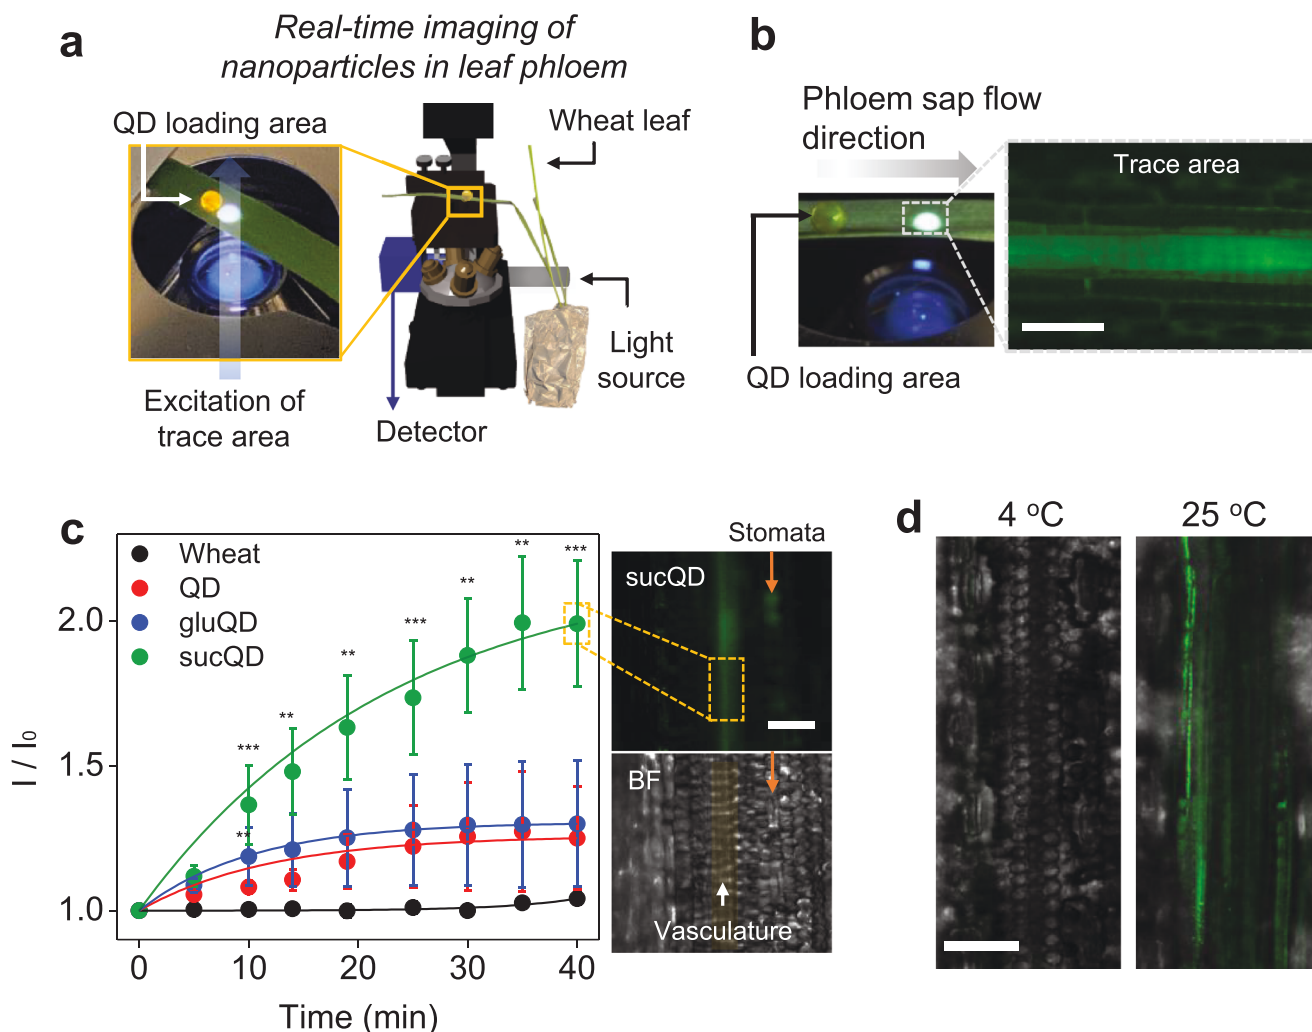 a
Real-time imaging of
nanoparticles in leaf phloem
QD loading area
Wheat leaf
Light
source
Excitation of
trace area
Detector
b
Phloem sap flow
direction
Trace area
QD loading area
c
Wheat
QD
gluQD
sucQD
**
***
**
**
***
**
**
***
**
2.0
1.5
1.0
I / I₀
0
10
20
30
40
Time (min)
Stomata
sucQD
BF
Vasculature
d
4 °C
25 °C